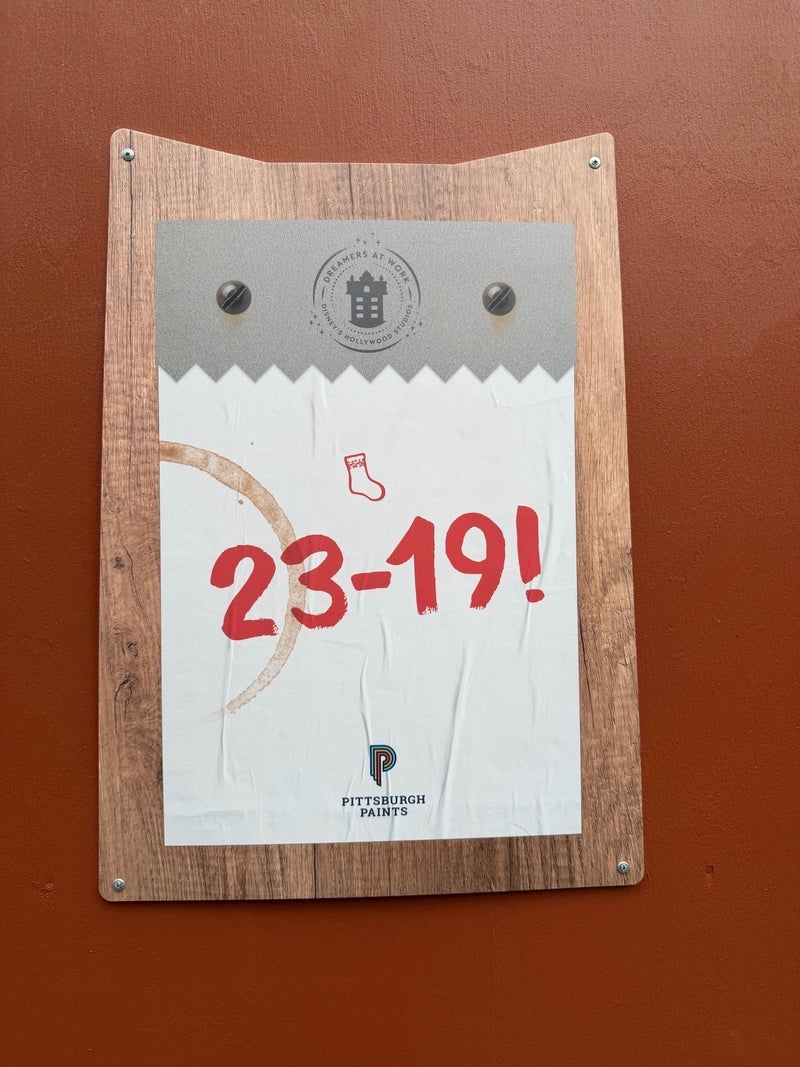 DREAMERS AT WORK
DISNEY'S HOLLYWOOD STUDIOS
23-19!
PITTSBURGH
PAINTS